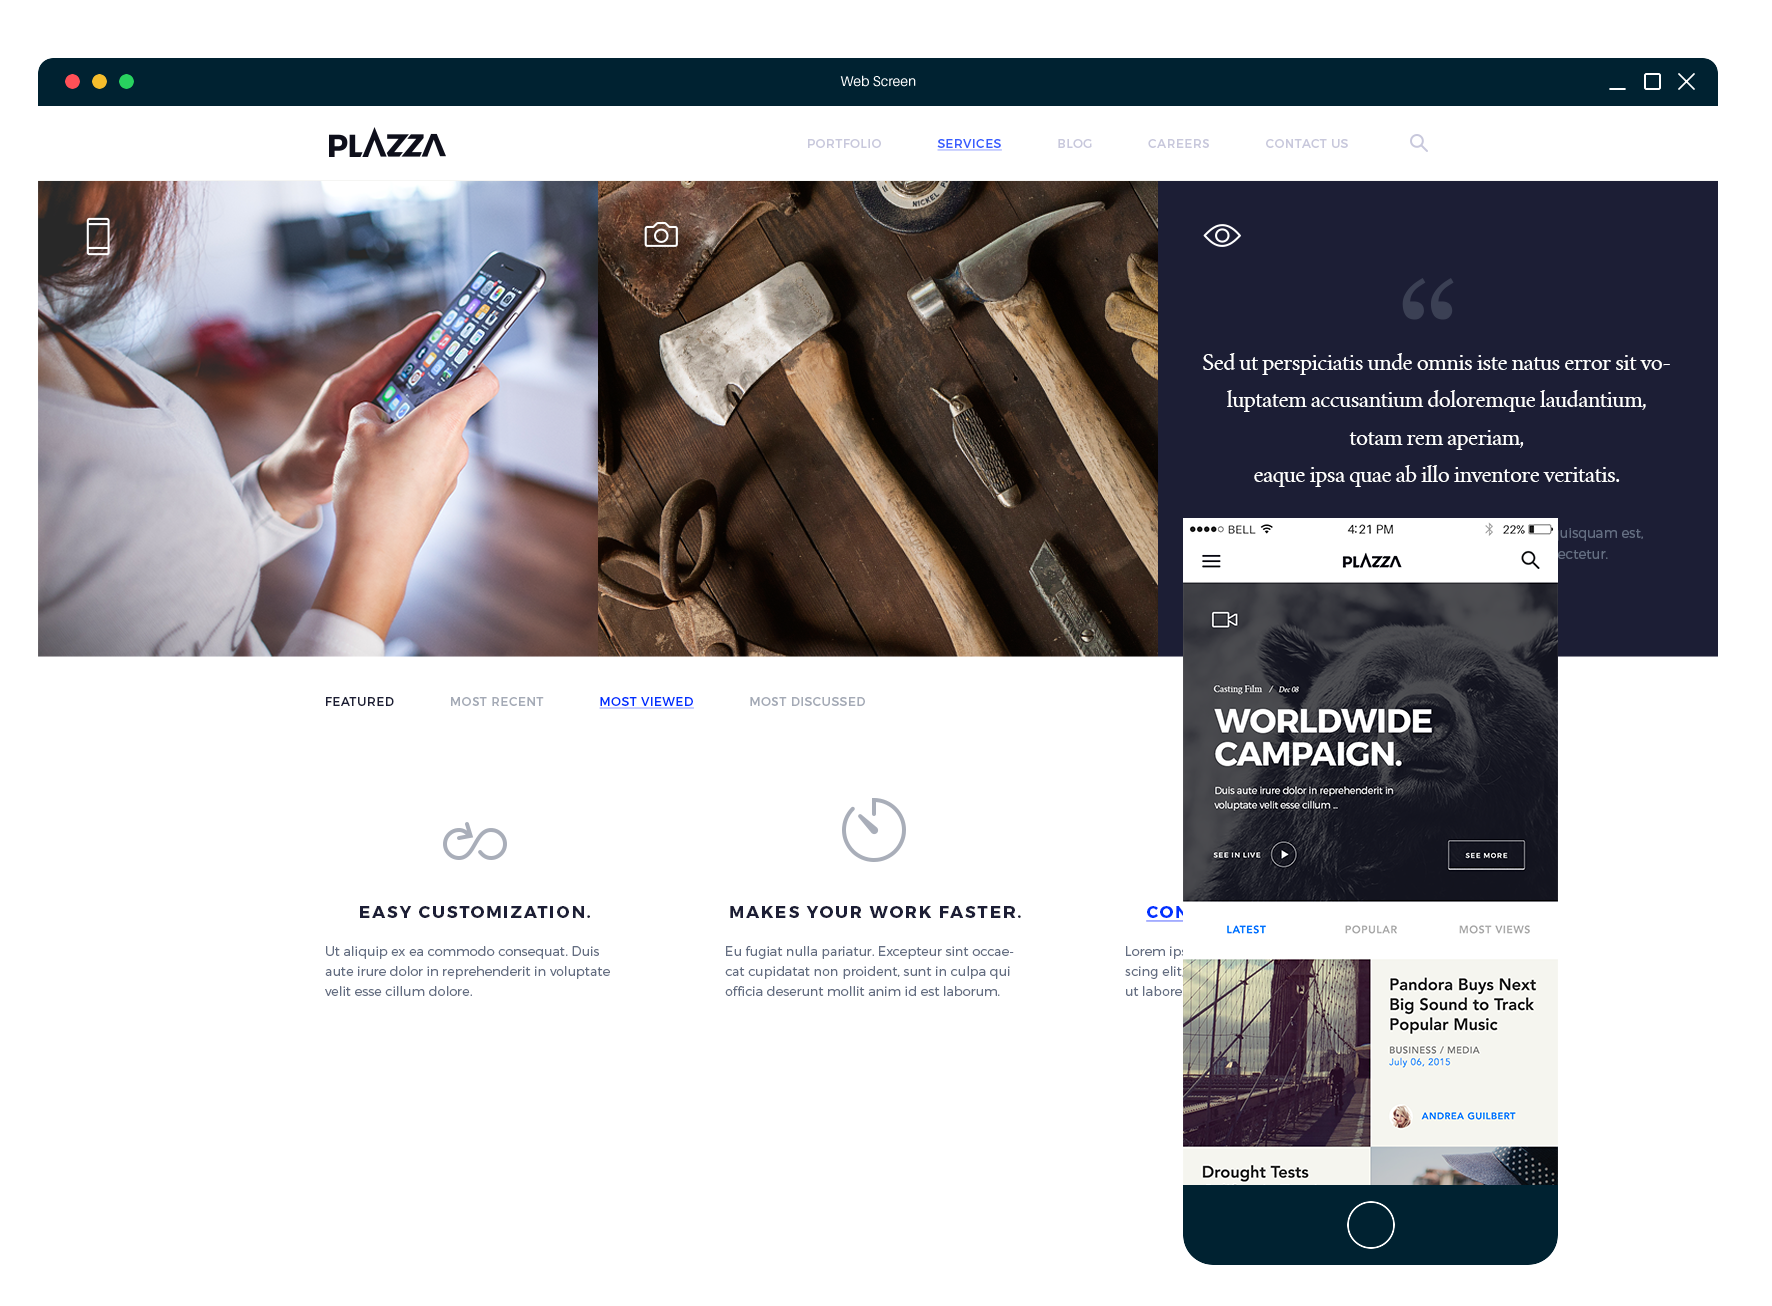 Web Screen
PLAZZA
PORTFOLIO SERVICES BLOG CAREERS CONTACT US
NICKEL
Sed ut perspiciatis unde omnis iste natus error sit vo-
luptatem accusantium doloremque laudantium,
totam rem aperiam,
eaque ipsa quae ab illo inventore veritatis.
uisquam est,
ectetur.
FEATURED MOST RECENT MOST VIEWED MOST DISCUSSED
EASY CUSTOMIZATION.
Ut aliquip ex ea commodo consequat. Duis
aute irure dolor in reprehenderit in voluptate
velit esse cillum dolore.
MAKES YOUR WORK FASTER.
Eu fugiat nulla pariatur. Excepteur sint occae-
cat cupidatat non proident, sunt in culpa qui
officia deserunt mollit anim id est laborum.
CON
Lorem ips
scing elit,
ut labore
BELL 4:21 PM 22%
PLAZZA
Casting Film / Dec 08
WORLDWIDE
CAMPAIGN.
Duis aute irure dolor in reprehenderit in
voluptate velit esse cillum ...
SEE IN LIVE SEE MORE
LATEST POPULAR MOST VIEWS
Pandora Buys Next
Big Sound to Track
Popular Music
BUSINESS / MEDIA
July 06, 2015
ANDREA GUILBERT
Drought Tests